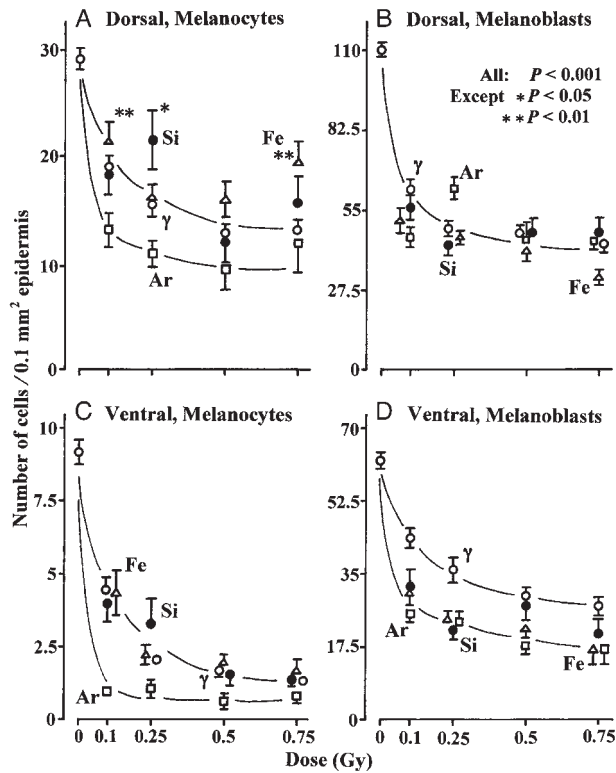 A Dorsal, Melanocytes
30
20
10
0
**
*
Si
Fe
**
γ
Ar
B Dorsal, Melanoblasts
110
82.5
55
27.5
0
All: P < 0.001
Except *P < 0.05
**P < 0.01
γ
Ar
Si
Fe
Number of cells / 0.1 mm² epidermis
C Ventral, Melanocytes
10
7.5
5
2.5
0
Fe
Si
γ
Ar
0 0.1 0.25 0.5 0.75
D Ventral, Melanoblasts
70
52.5
35
17.5
0
γ
Ar
Si
Fe
0 0.1 0.25 0.5 0.75
Dose (Gy)